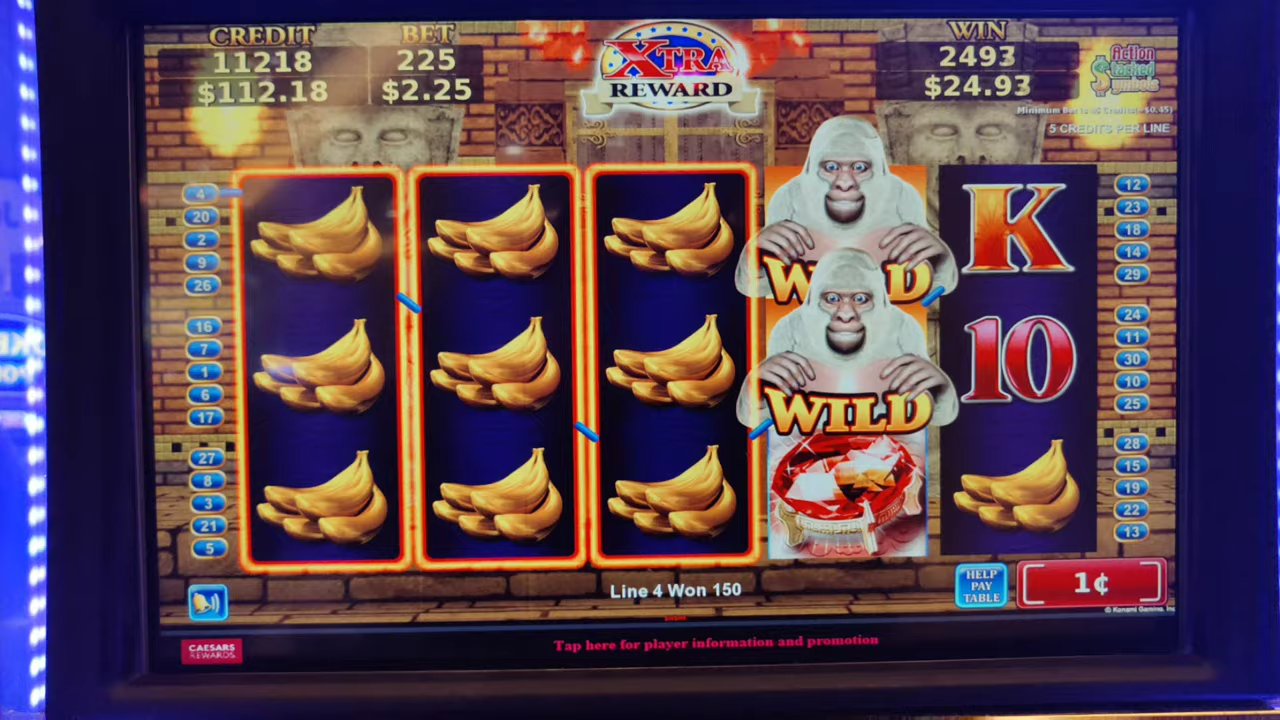 CREDIT
11218
$112.18
BET
225
$2.25
XTRA
REWARD
WIN
2493
$24.93
Action
Stacked
Symbols
5 CREDITS PER LINE
4
20
2
9
26
16
7
1
6
17
27
8
3
21
5
WILD
WILD
K
10
12
23
18
14
29
24
11
30
10
25
28
15
19
22
13
Line 4 Won 150
HELP
PAY
TABLE
1¢
© Konami Gaming, Inc
CAESARS
REWARDS
Tap here for player information and promotion